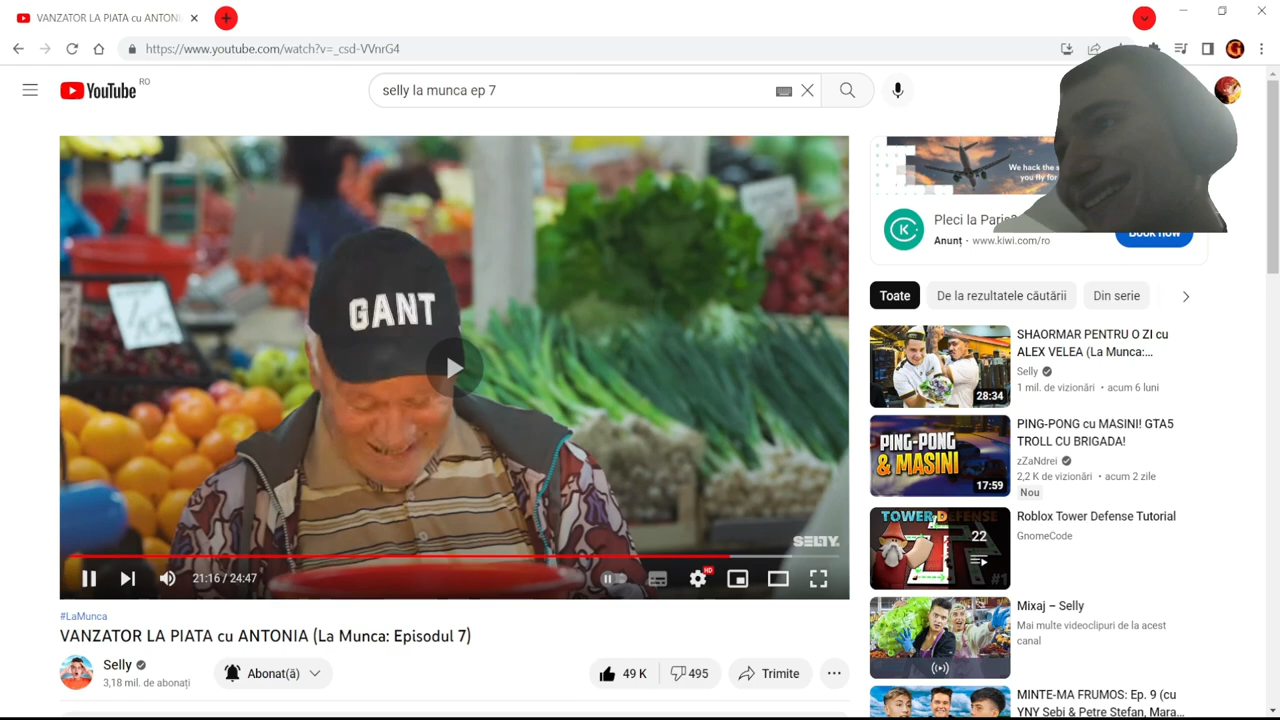 VANZATOR LA PIATA cu ANTONI
https://www.youtube.com/watch?v=_csd-VVnrG4
YouTube RO
selly la munca ep 7
GANT
SELTY.
21:16 / 24:47
HD
#LaMunca
VANZATOR LA PIATA cu ANTONIA (La Munca: Episodul 7)
Selly
3,18 mil. de abonați
Abonat(ă)
49 K
495
Trimite
We hack the
you fly for
Pleci la Paris?
Anunț · www.kiwi.com/ro
Book now
Toate
De la rezultatele căutării
Din serie
28:34
SHAORMAR PENTRU O ZI cu
ALEX VELEA (La Munca:...
Selly
1 mil. de vizionări • acum 6 luni
PING-PONG
& MASINI
17:59
PING-PONG cu MASINI! GTA5
TROLL CU BRIGADA!
zZaNdrei
2,2 K de vizionări • acum 2 zile
Nou
TOWER DEFENSE
22
#1
Roblox Tower Defense Tutorial
GnomeCode
Mixaj – Selly
Mai multe videoclipuri de la acest
canal
MINTE-MA FRUMOS: Ep. 9 (cu
YNY Sebi & Petre Stefan, Mara...